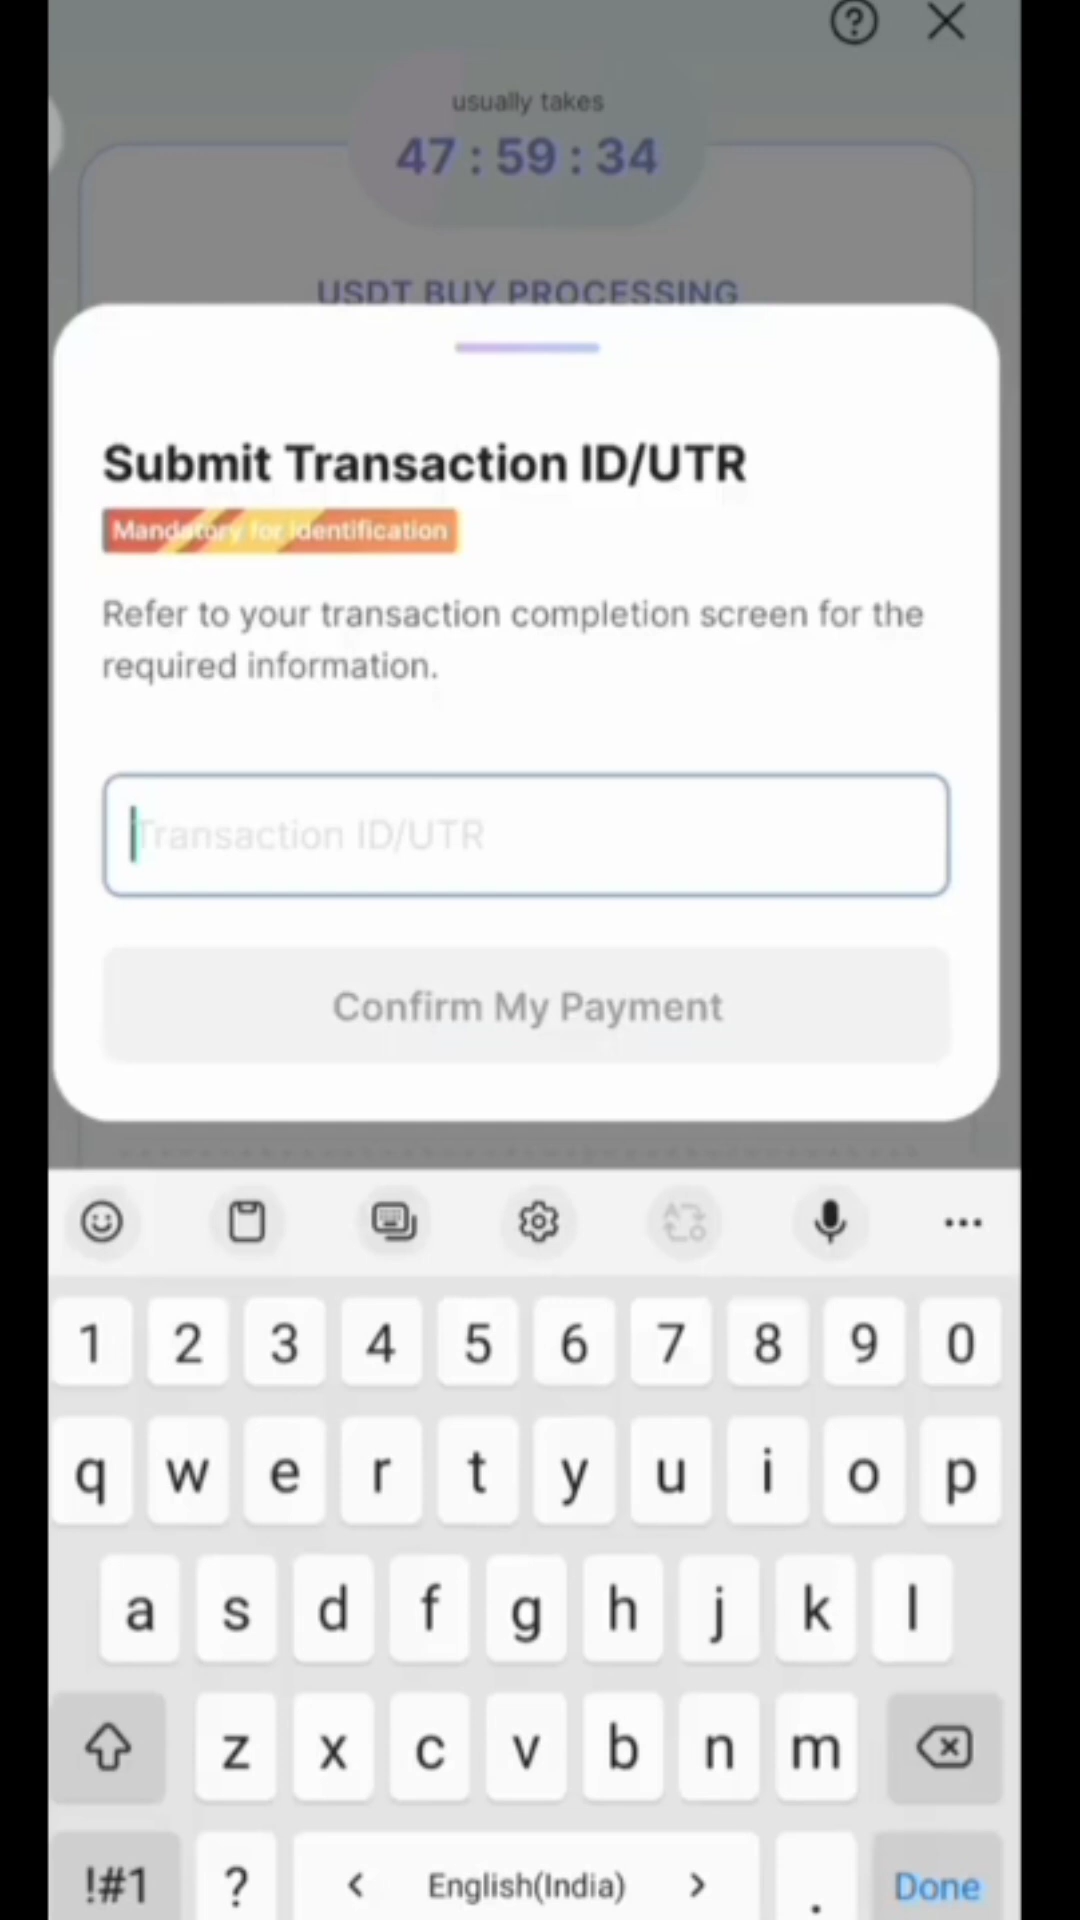 usually takes
47 : 59 : 34
USDT BUY PROCESSING
Submit Transaction ID/UTR
Mandatory for identification
Refer to your transaction completion screen for the
required information.
Transaction ID/UTR
Confirm My Payment
1 2 3 4 5 6 7 8 9 0
q w e r t y u i o p
a s d f g h j k l
z x c v b n m
!#1 ? < English(India) > . Done